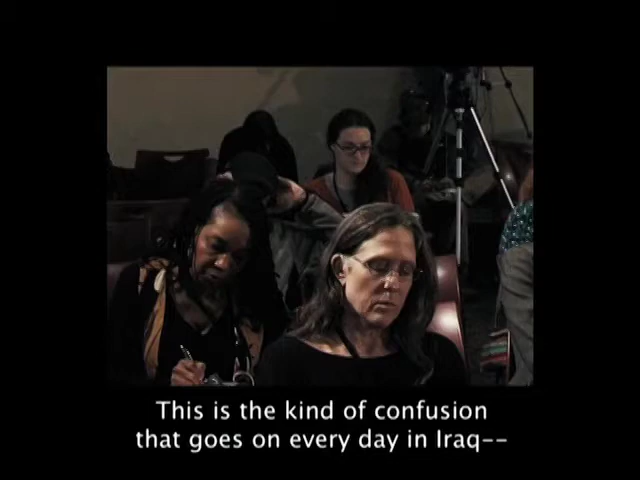 This is the kind of confusion
that goes on every day in Iraq--